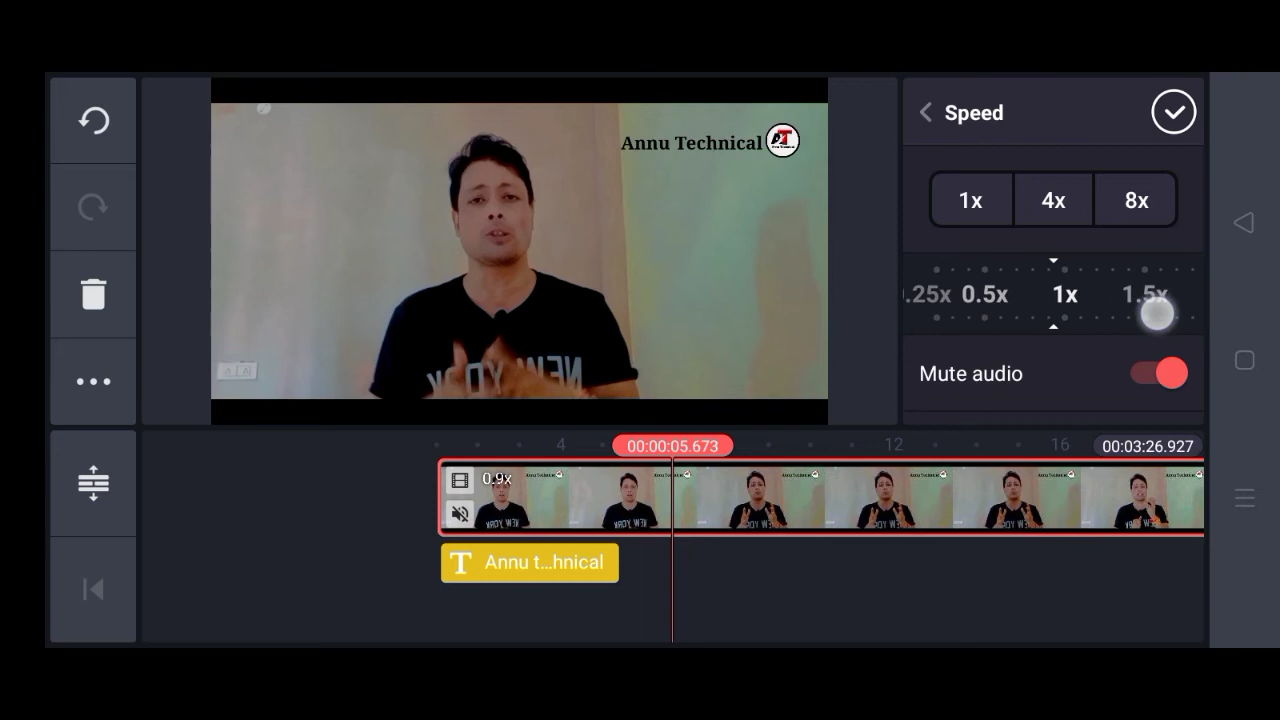 Annu Technical
Speed
1x 4x 8x
.25x 0.5x 1x 1.5x
Mute audio
4 12 16
00:00:05.673
00:03:26.927
0.9x
T Annu t...hnical